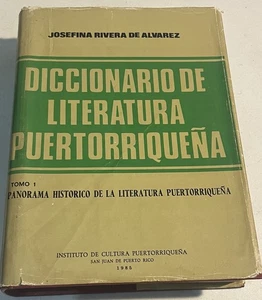 JOSEFINA RIVERA DE ALVAREZ
DICCIONARIO DE
LITERATURA
PUERTORRIQUEÑA
TOMO 1
PANORAMA HISTORICO DE LA LITERATURA PUERTORRIQUEÑA
INSTITUTO DE CULTURA PUERTORRIQUEÑA
SAN JUAN DE PUERTO RICO